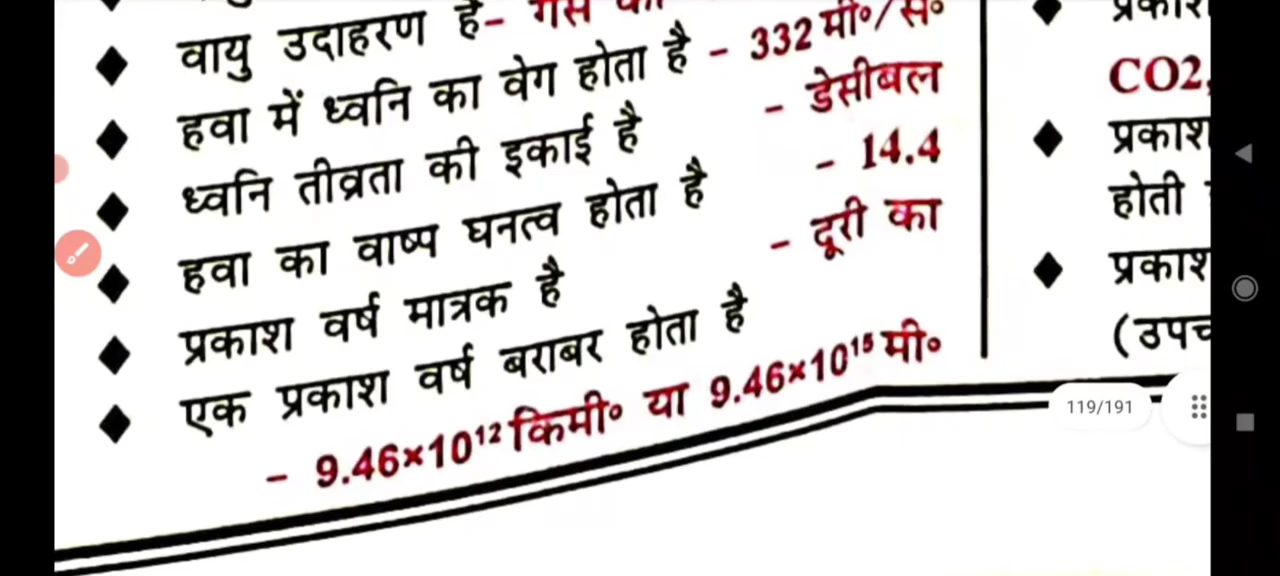 वायु उदाहरण है- गैस का
हवा में ध्वनि का वेग होता है - 332 मी०/से०
ध्वनि तीव्रता की इकाई है - डेसीबल
हवा का वाष्प घनत्व होता है - 14.4
प्रकाश वर्ष मात्रक है - दूरी का
एक प्रकाश वर्ष बराबर होता है
- 9.46×10¹² किमी० या 9.46×10¹⁵ मी०
CO2,
प्रकाश
होती
प्रकाश
(उपच
119/191